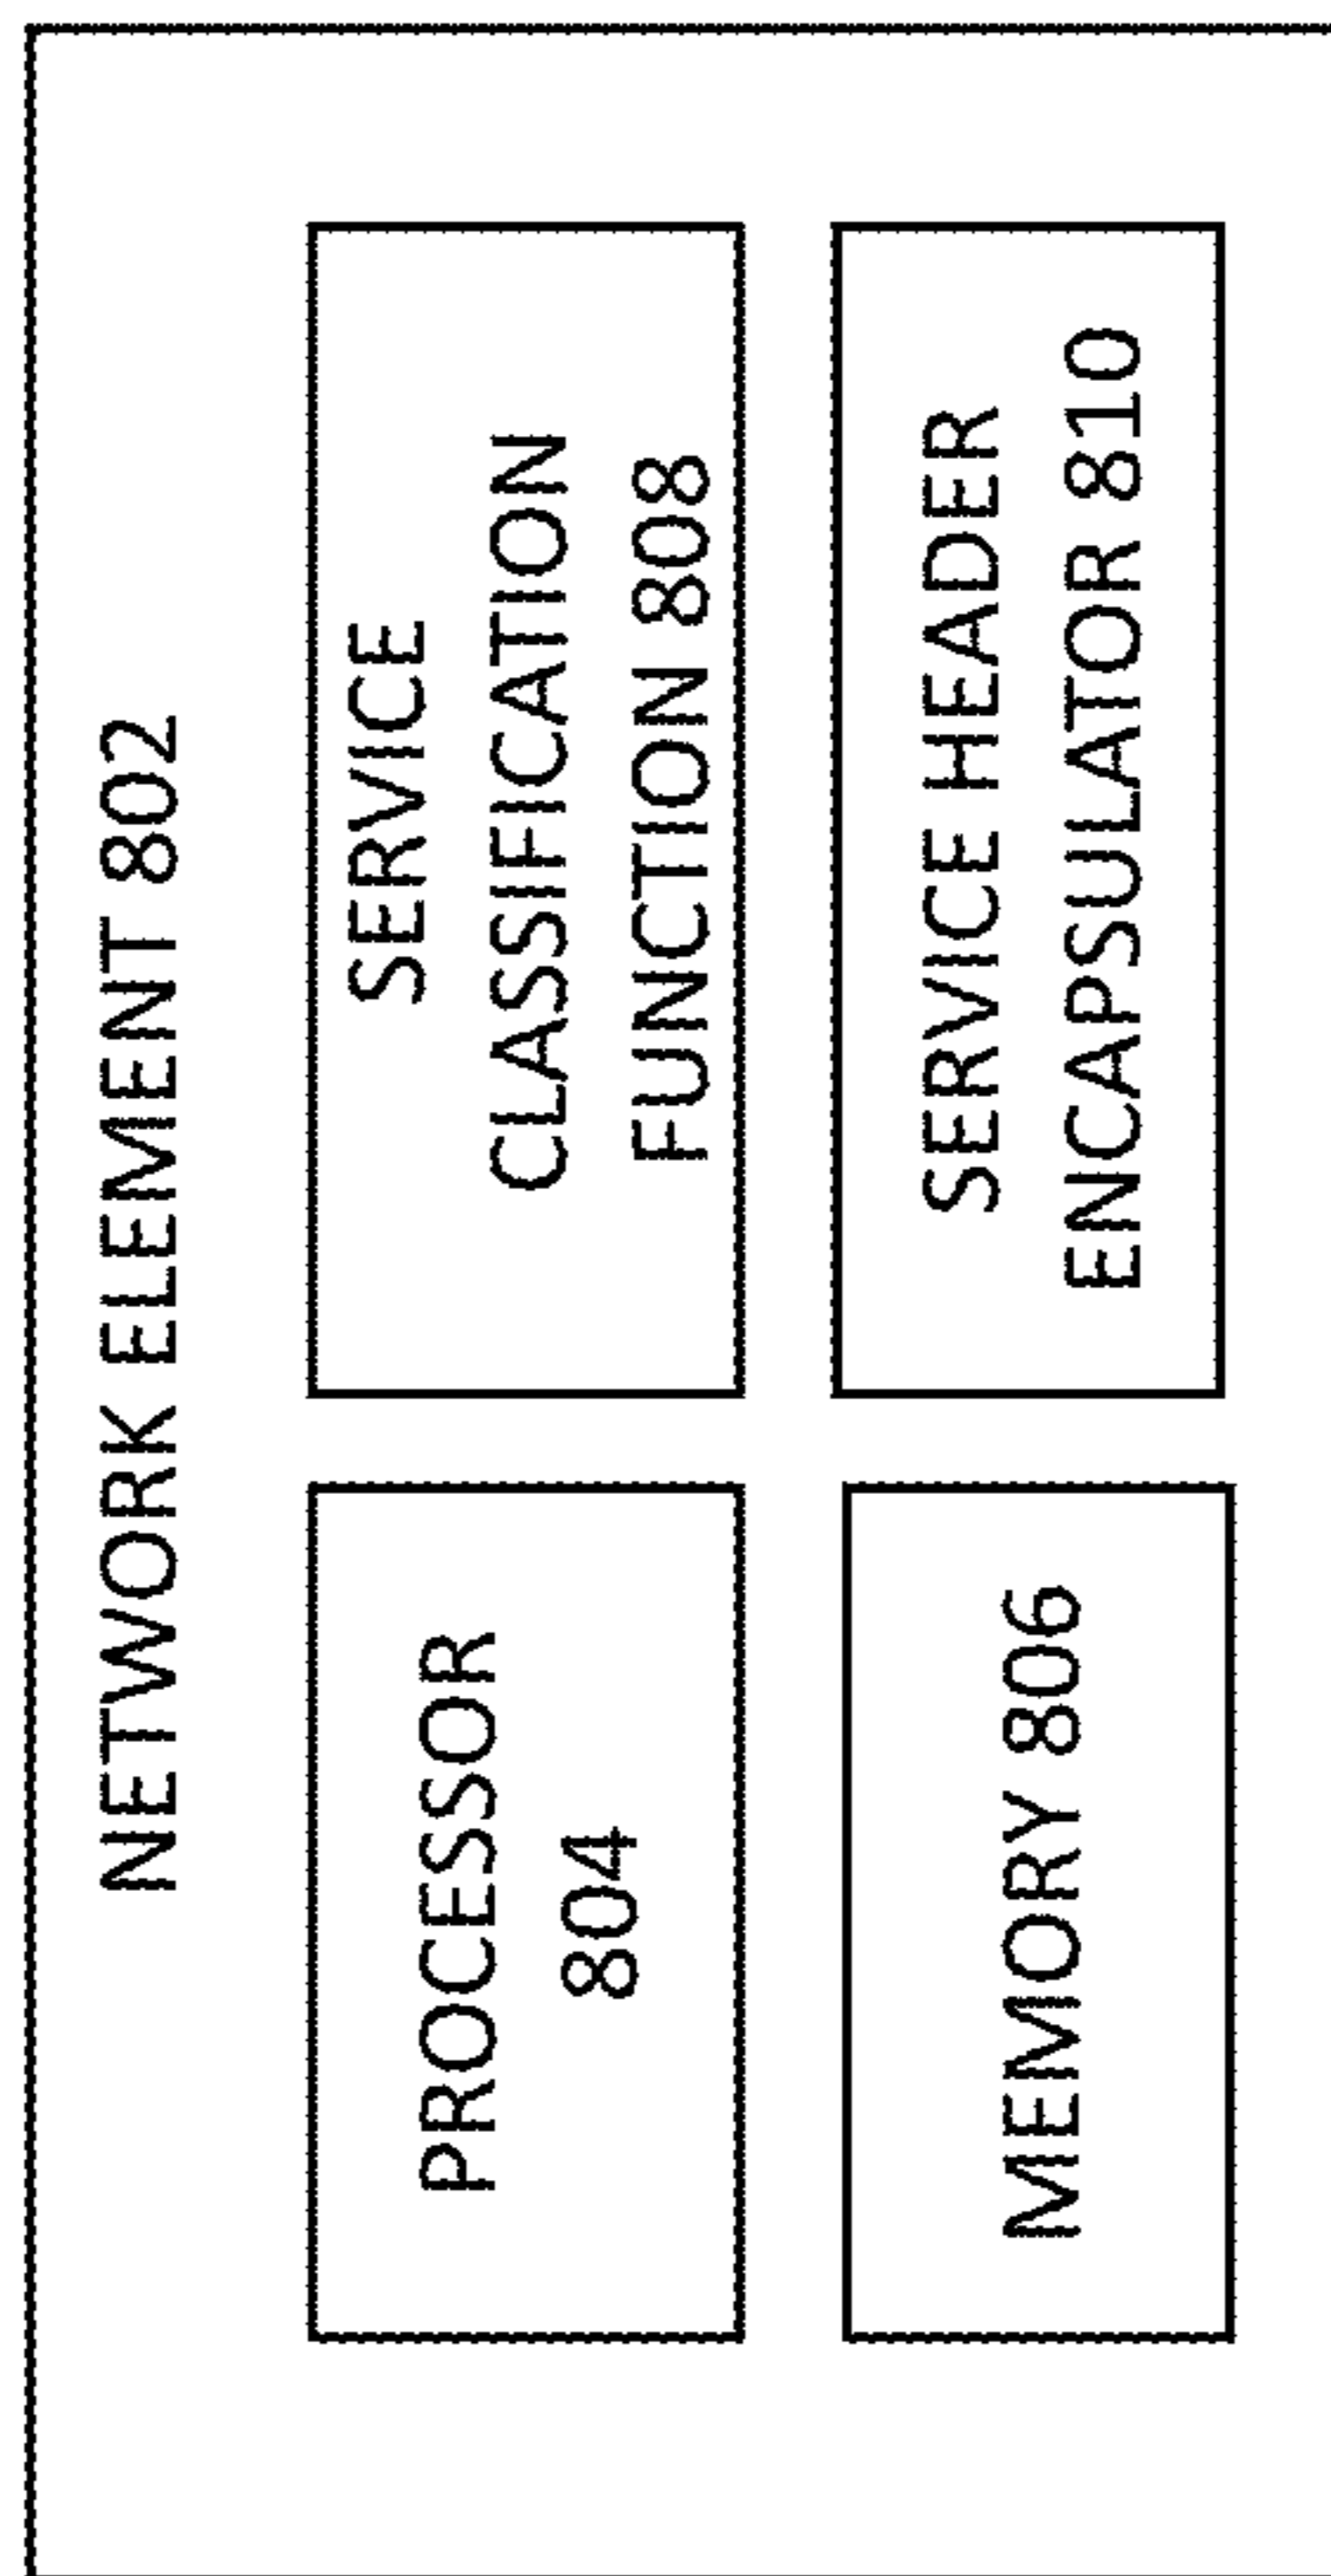 NETWORK ELEMENT 802
PROCESSOR
804
SERVICE
CLASSIFICATION
FUNCTION 808
MEMORY 806
SERVICE HEADER
ENCAPSULATOR 810